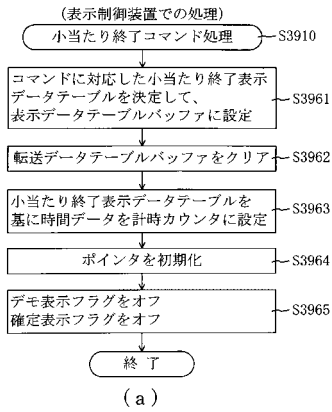 (表示制御装置での処理)
小当たり終了コマンド処理
S3910
コマンドに対応した小当たり終了表示
データテーブルを決定して、
表示データテーブルバッファに設定
S3961
転送データテーブルバッファをクリア
S3962
小当たり終了表示データテーブルを
基に時間データを計時カウンタに設定
S3963
ポインタを初期化
S3964
デモ表示フラグをオフ
確定表示フラグをオフ
S3965
終了
(a)